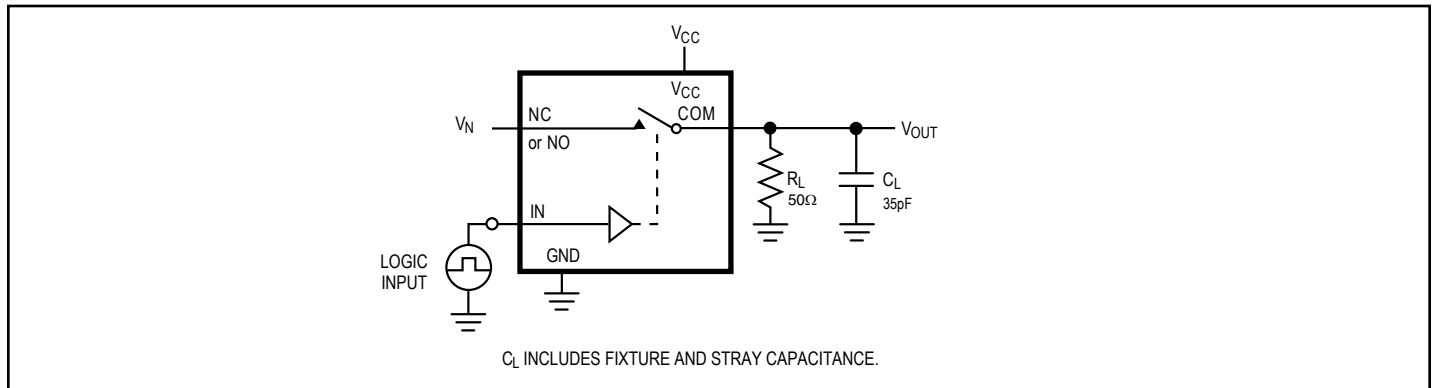 VCC
VCC
NC
COM
VN
or NO
VOUT
RL
50Ω
CL
35pF
IN
GND
LOGIC
INPUT
CL INCLUDES FIXTURE AND STRAY CAPACITANCE.